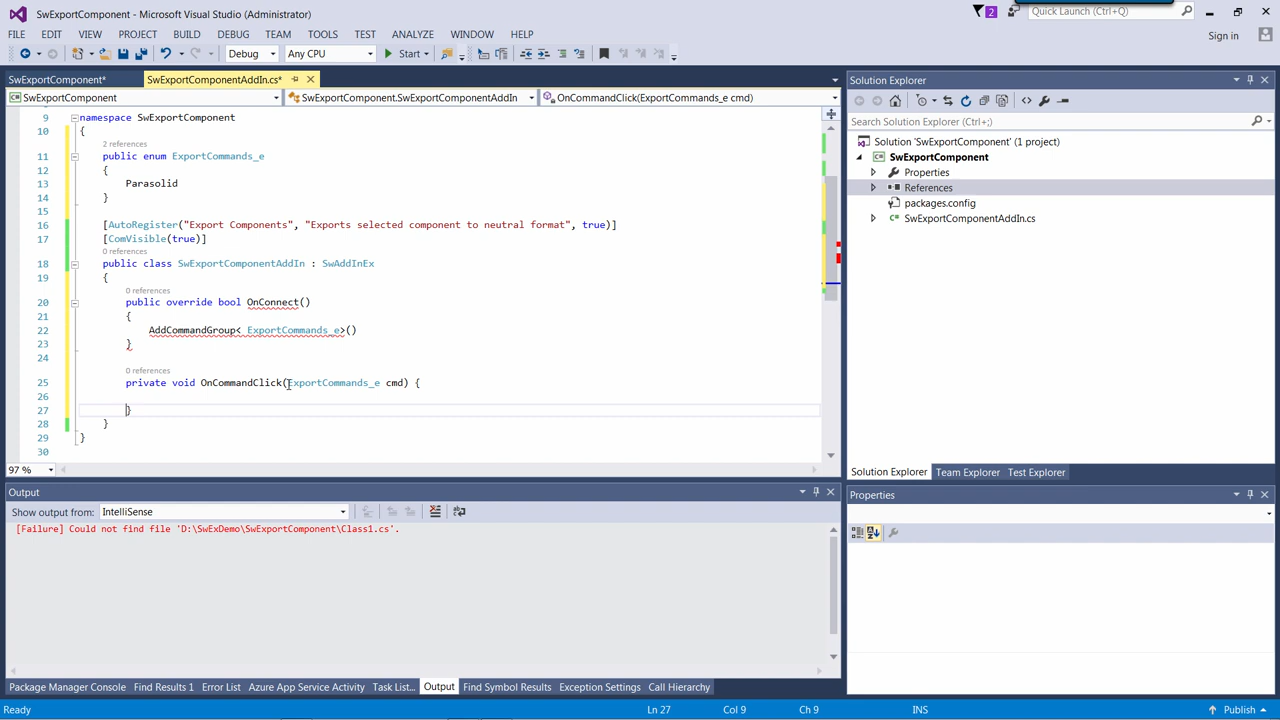 SwExportComponent - Microsoft Visual Studio (Administrator)
2
Quick Launch (Ctrl+Q)
FILE EDIT VIEW PROJECT BUILD DEBUG TEAM TOOLS TEST ANALYZE WINDOW HELP
Sign in
Debug Any CPU Start
SwExportComponent* SwExportComponentAddIn.cs*
SwExportComponent SwExportComponent.SwExportComponentAddIn OnCommandClick(ExportCommands_e cmd)
9 namespace SwExportComponent
10 {
2 references
11 public enum ExportCommands_e
12 {
13 Parasolid
14 }
15
16 [AutoRegister("Export Components", "Exports selected component to neutral format", true)]
17 [ComVisible(true)]
0 references
18 public class SwExportComponentAddIn : SwAddInEx
19 {
0 references
20 public override bool OnConnect()
21 {
22 AddCommandGroup< ExportCommands_e>()
23 }
24
0 references
25 private void OnCommandClick(ExportCommands_e cmd) {
26
27 }
28 }
29 }
30
97 %
Output
Show output from: IntelliSense
[Failure] Could not find file 'D:\SwExDemo\SwExportComponent\Class1.cs'.
Package Manager Console Find Results 1 Error List Azure App Service Activity Task List... Output Find Symbol Results Exception Settings Call Hierarchy
Solution Explorer
Search Solution Explorer (Ctrl+;)
Solution 'SwExportComponent' (1 project)
SwExportComponent
Properties
References
packages.config
SwExportComponentAddIn.cs
Solution Explorer Team Explorer Test Explorer
Properties
Ready Ln 27 Col 9 Ch 9 INS Publish